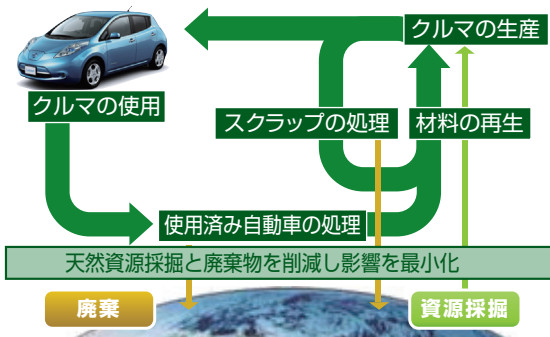 クルマの生産
クルマの使用
スクラップの処理
材料の再生
使用済み自動車の処理
天然資源採掘と廃棄物を削減し影響を最小化
廃棄
資源採掘